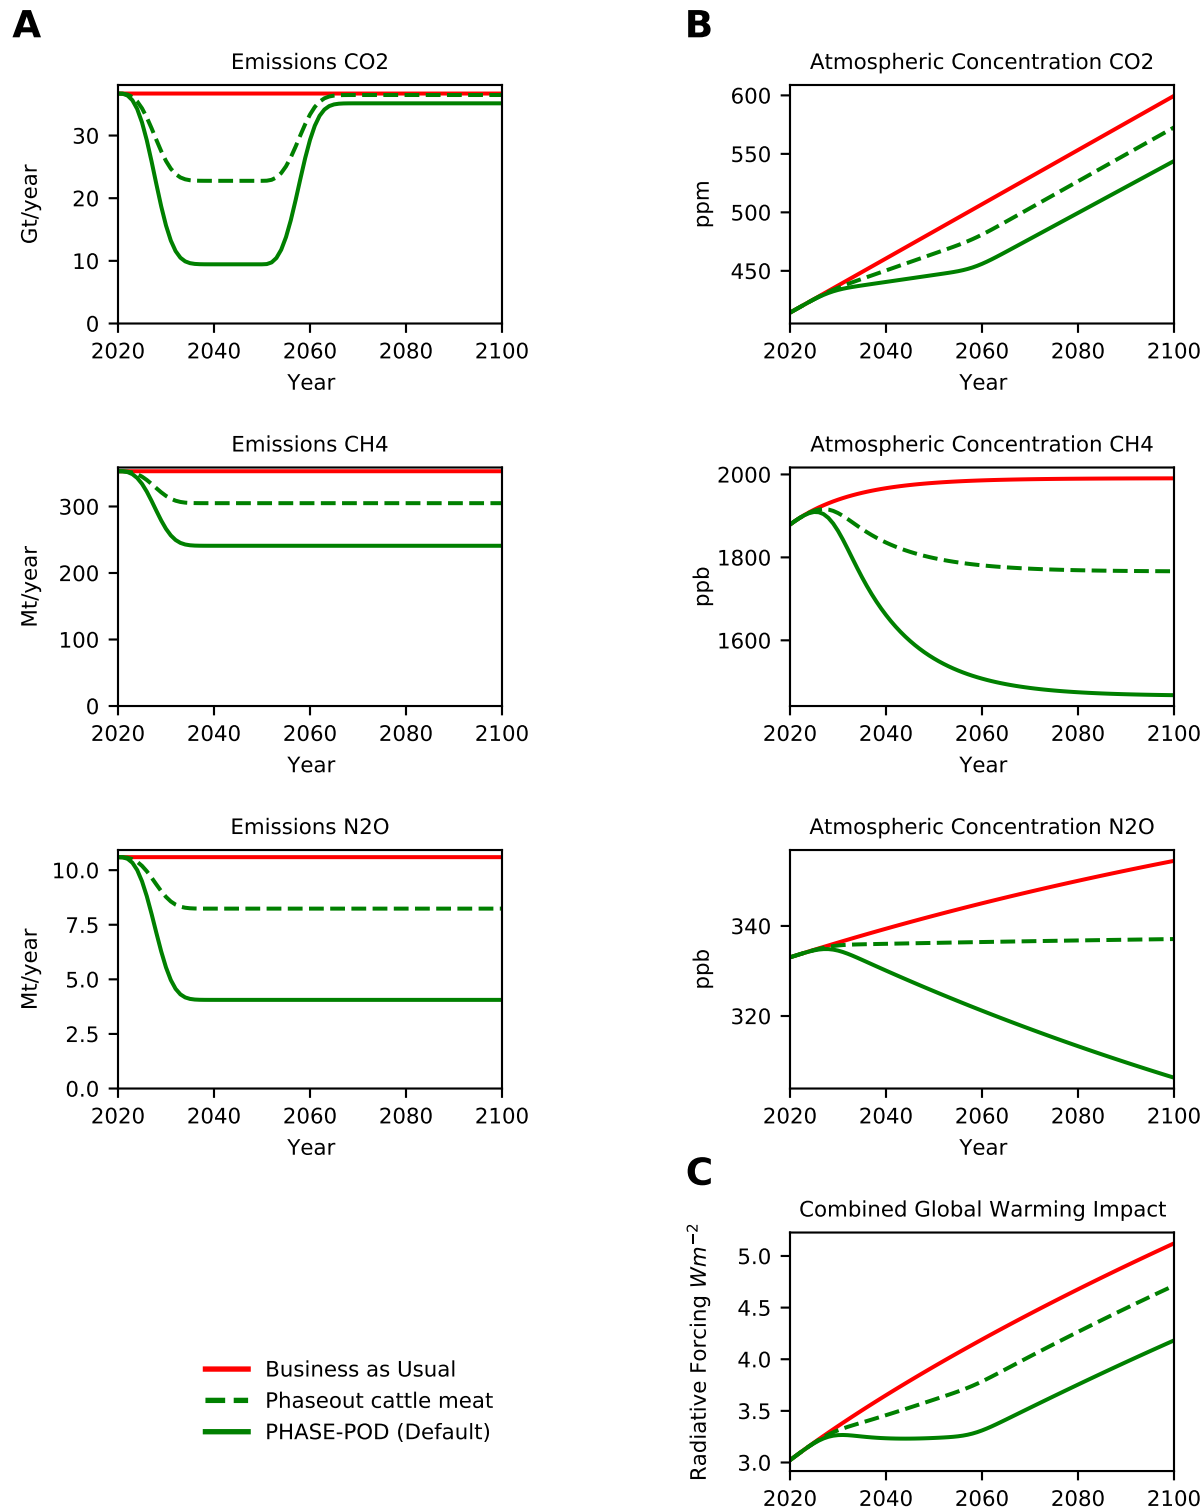 A
Emissions CO2
Gt/year
30
20
10
0
2020 2040 2060 2080 2100
Year
Emissions CH4
Mt/year
300
200
100
0
2020 2040 2060 2080 2100
Year
Emissions N2O
Mt/year
10.0
7.5
5.0
2.5
0.0
2020 2040 2060 2080 2100
Year
Business as Usual
Phaseout cattle meat
PHASE-POD (Default)
B
Atmospheric Concentration CO2
ppm
600
550
500
450
2020 2040 2060 2080 2100
Year
Atmospheric Concentration CH4
ppb
2000
1800
1600
2020 2040 2060 2080 2100
Year
Atmospheric Concentration N2O
ppb
340
320
2020 2040 2060 2080 2100
Year
C
Combined Global Warming Impact
Radiative Forcing Wm⁻²
5.0
4.5
4.0
3.5
3.0
2020 2040 2060 2080 2100